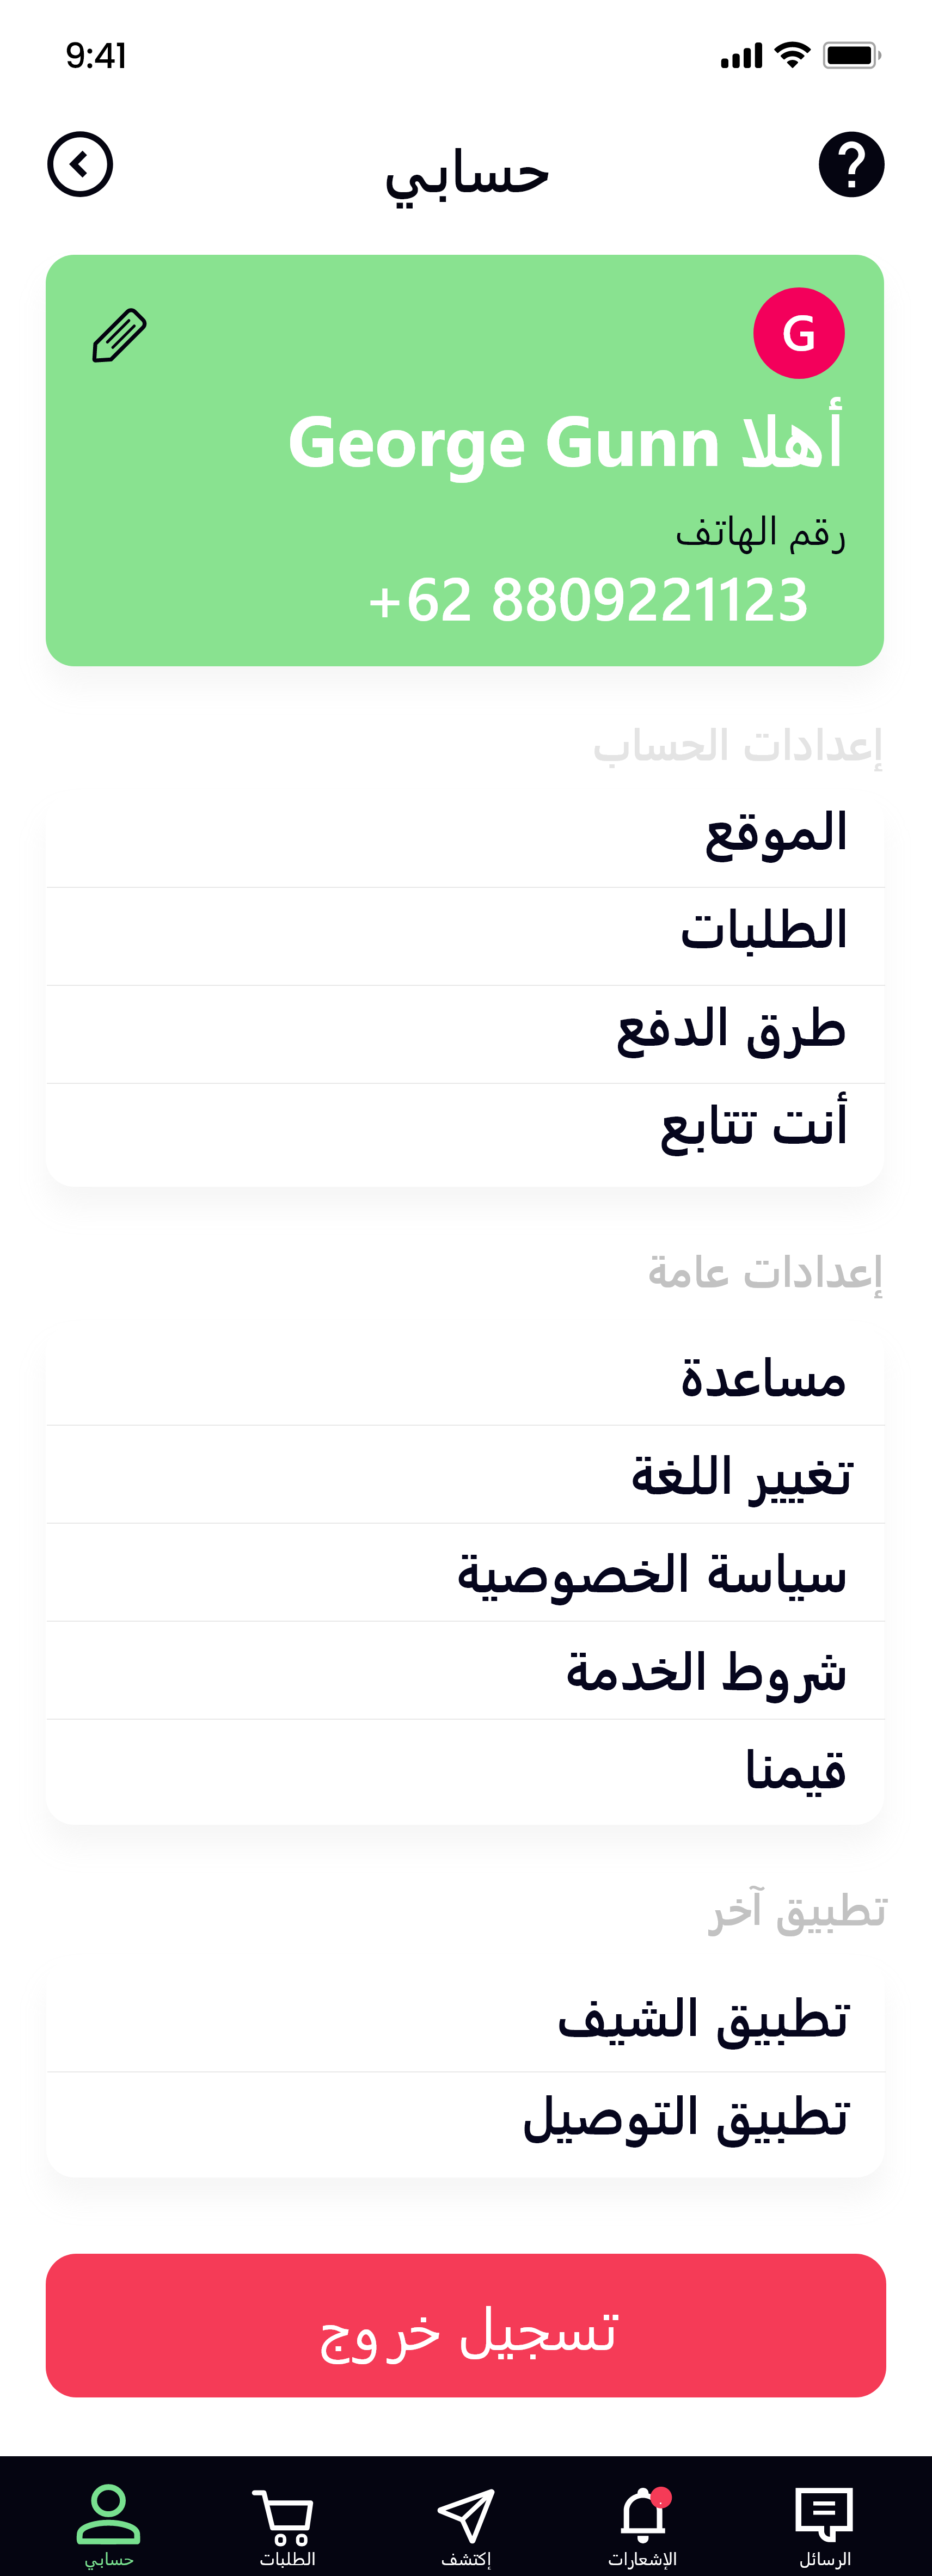 9:41
حسابي
?
G
أهلا George Gunn
رقم الهاتف
+62 8809221123
إعدادات الحساب
الموقع
الطلبات
طرق الدفع
أنت تتابع
إعدادات عامة
مساعدة
تغيير اللغة
سياسة الخصوصية
شروط الخدمة
قيمنا
تطبيق آخر
تطبيق الشيف
تطبيق التوصيل
تسجيل خروج
الرسائل
الإشعارات
إكتشف
الطلبات
حسابي